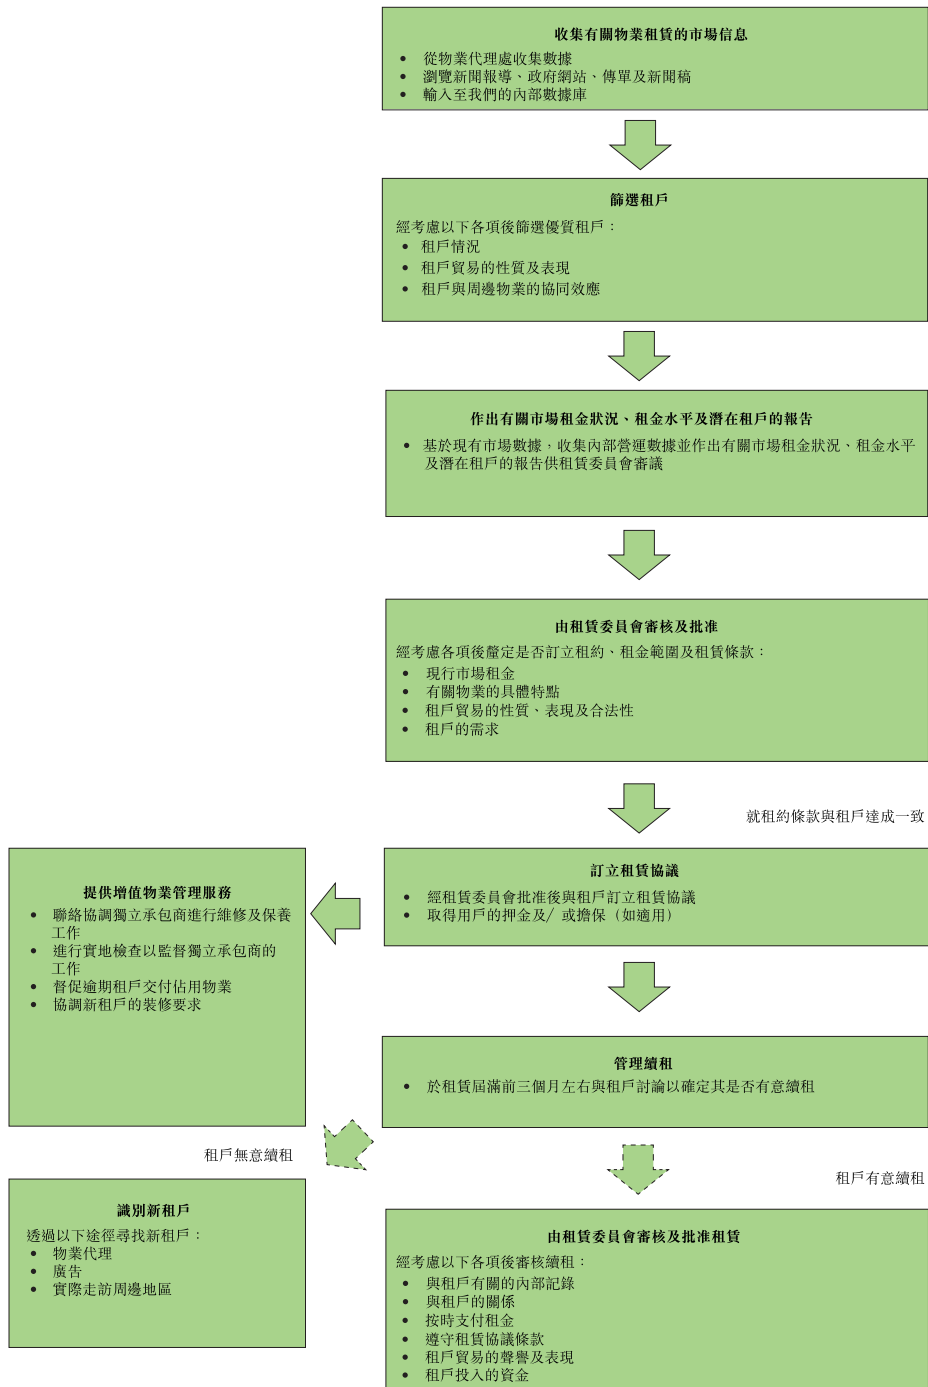 收集有關物業租賃的市場信息
• 從物業代理處收集數據
• 瀏覽新聞報導、政府網站、傳單及新聞稿
• 輸入至我們的內部數據庫
篩選租戶
經考慮以下各項後篩選優質租戶：
• 租戶情況
• 租戶貿易的性質及表現
• 租戶與周邊物業的協同效應
作出有關市場租金狀況、租金水平及潛在租戶的報告
• 基於現有市場數據，收集內部營運數據並作出有關市場租金狀況、租金水平
及潛在租戶的報告供租賃委員會審議
由租賃委員會審核及批准
經考慮各項後釐定是否訂立租約、租金範圍及租賃條款：
• 現行市場租金
• 有關物業的具體特點
• 租戶貿易的性質、表現及合法性
• 租戶的需求
就租約條款與租戶達成一致
訂立租賃協議
• 經租賃委員會批准後與租戶訂立租賃協議
• 取得用戶的押金及/ 或擔保（如適用）
提供增值物業管理服務
• 聯絡協調獨立承包商進行維修及保養
工作
• 進行實地檢查以監督獨立承包商的
工作
• 督促逾期租戶交付佔用物業
• 協調新租戶的裝修要求
管理續租
• 於租賃屆滿前三個月左右與租戶討論以確定其是否有意續租
租戶無意續租
租戶有意續租
識別新租戶
透過以下途徑尋找新租戶：
• 物業代理
• 廣告
• 實際走訪周邊地區
由租賃委員會審核及批准租賃
經考慮以下各項後審核續租：
• 與租戶有關的內部記錄
• 與租戶的關係
• 按時支付租金
• 遵守租賃協議條款
• 租戶貿易的聲譽及表現
• 租戶投入的資金